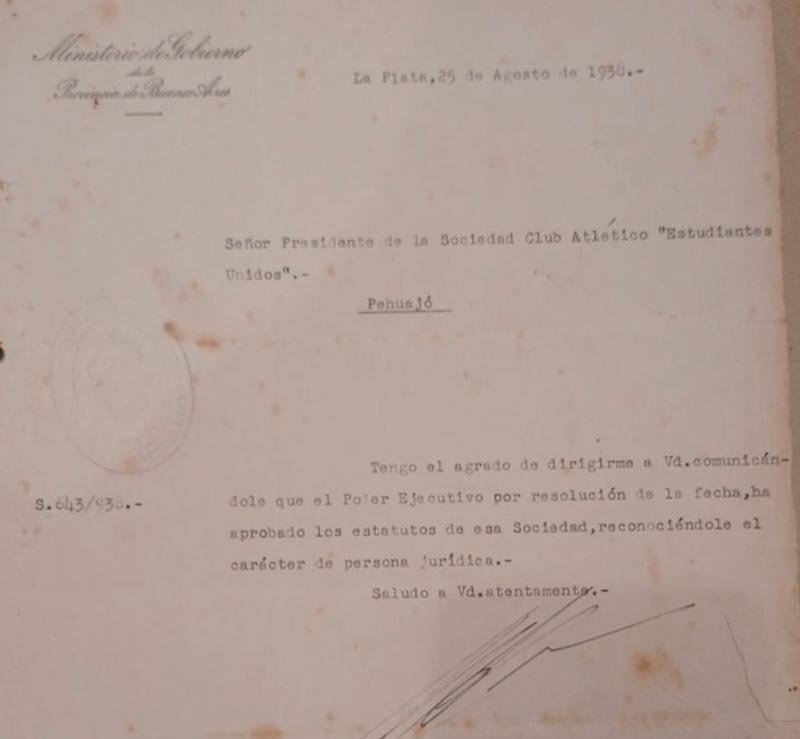 Ministerio de Gobierno
de la
Provincia de Buenos Aires
La Plata,25 de Agosto de 1938.-
Señor Presidente de la Sociedad Club Atlético "Estudiantes
Unidos".-
Pehuajó
Tengo el agrado de dirigirme a Vd.comunicán-
S.643/938.-
dole que el Poder Ejecutivo por resolución de la fecha,ha
aprobado los estatutos de esa Sociedad,reconociéndole el
carácter de persona jurídica.-
Saludo a Vd.atentamente.-